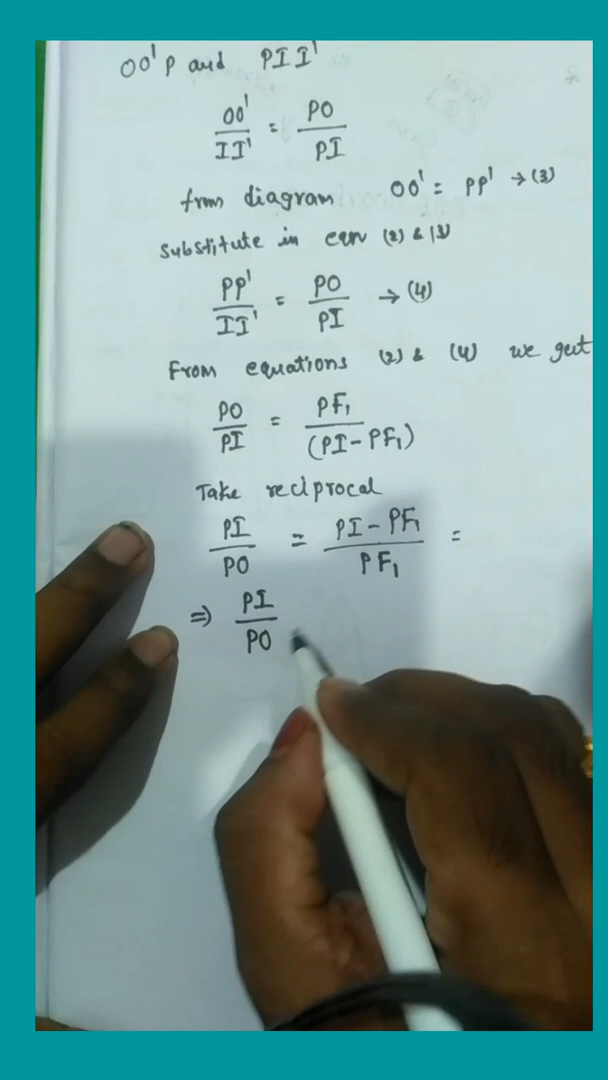 OO' P and PII'
OO'/II' = PO/PI
from diagram OO' = PP' → (3)
Substitute in eqn (2) &
PP'/II' = PO/PI → (4)
From equations (2) & (4) we get
PO/PI = PF₁/(PI - PF₁)
Take reciprocal
PI/PO = PI - PF₁/PF₁ =
⇒ PI/PO